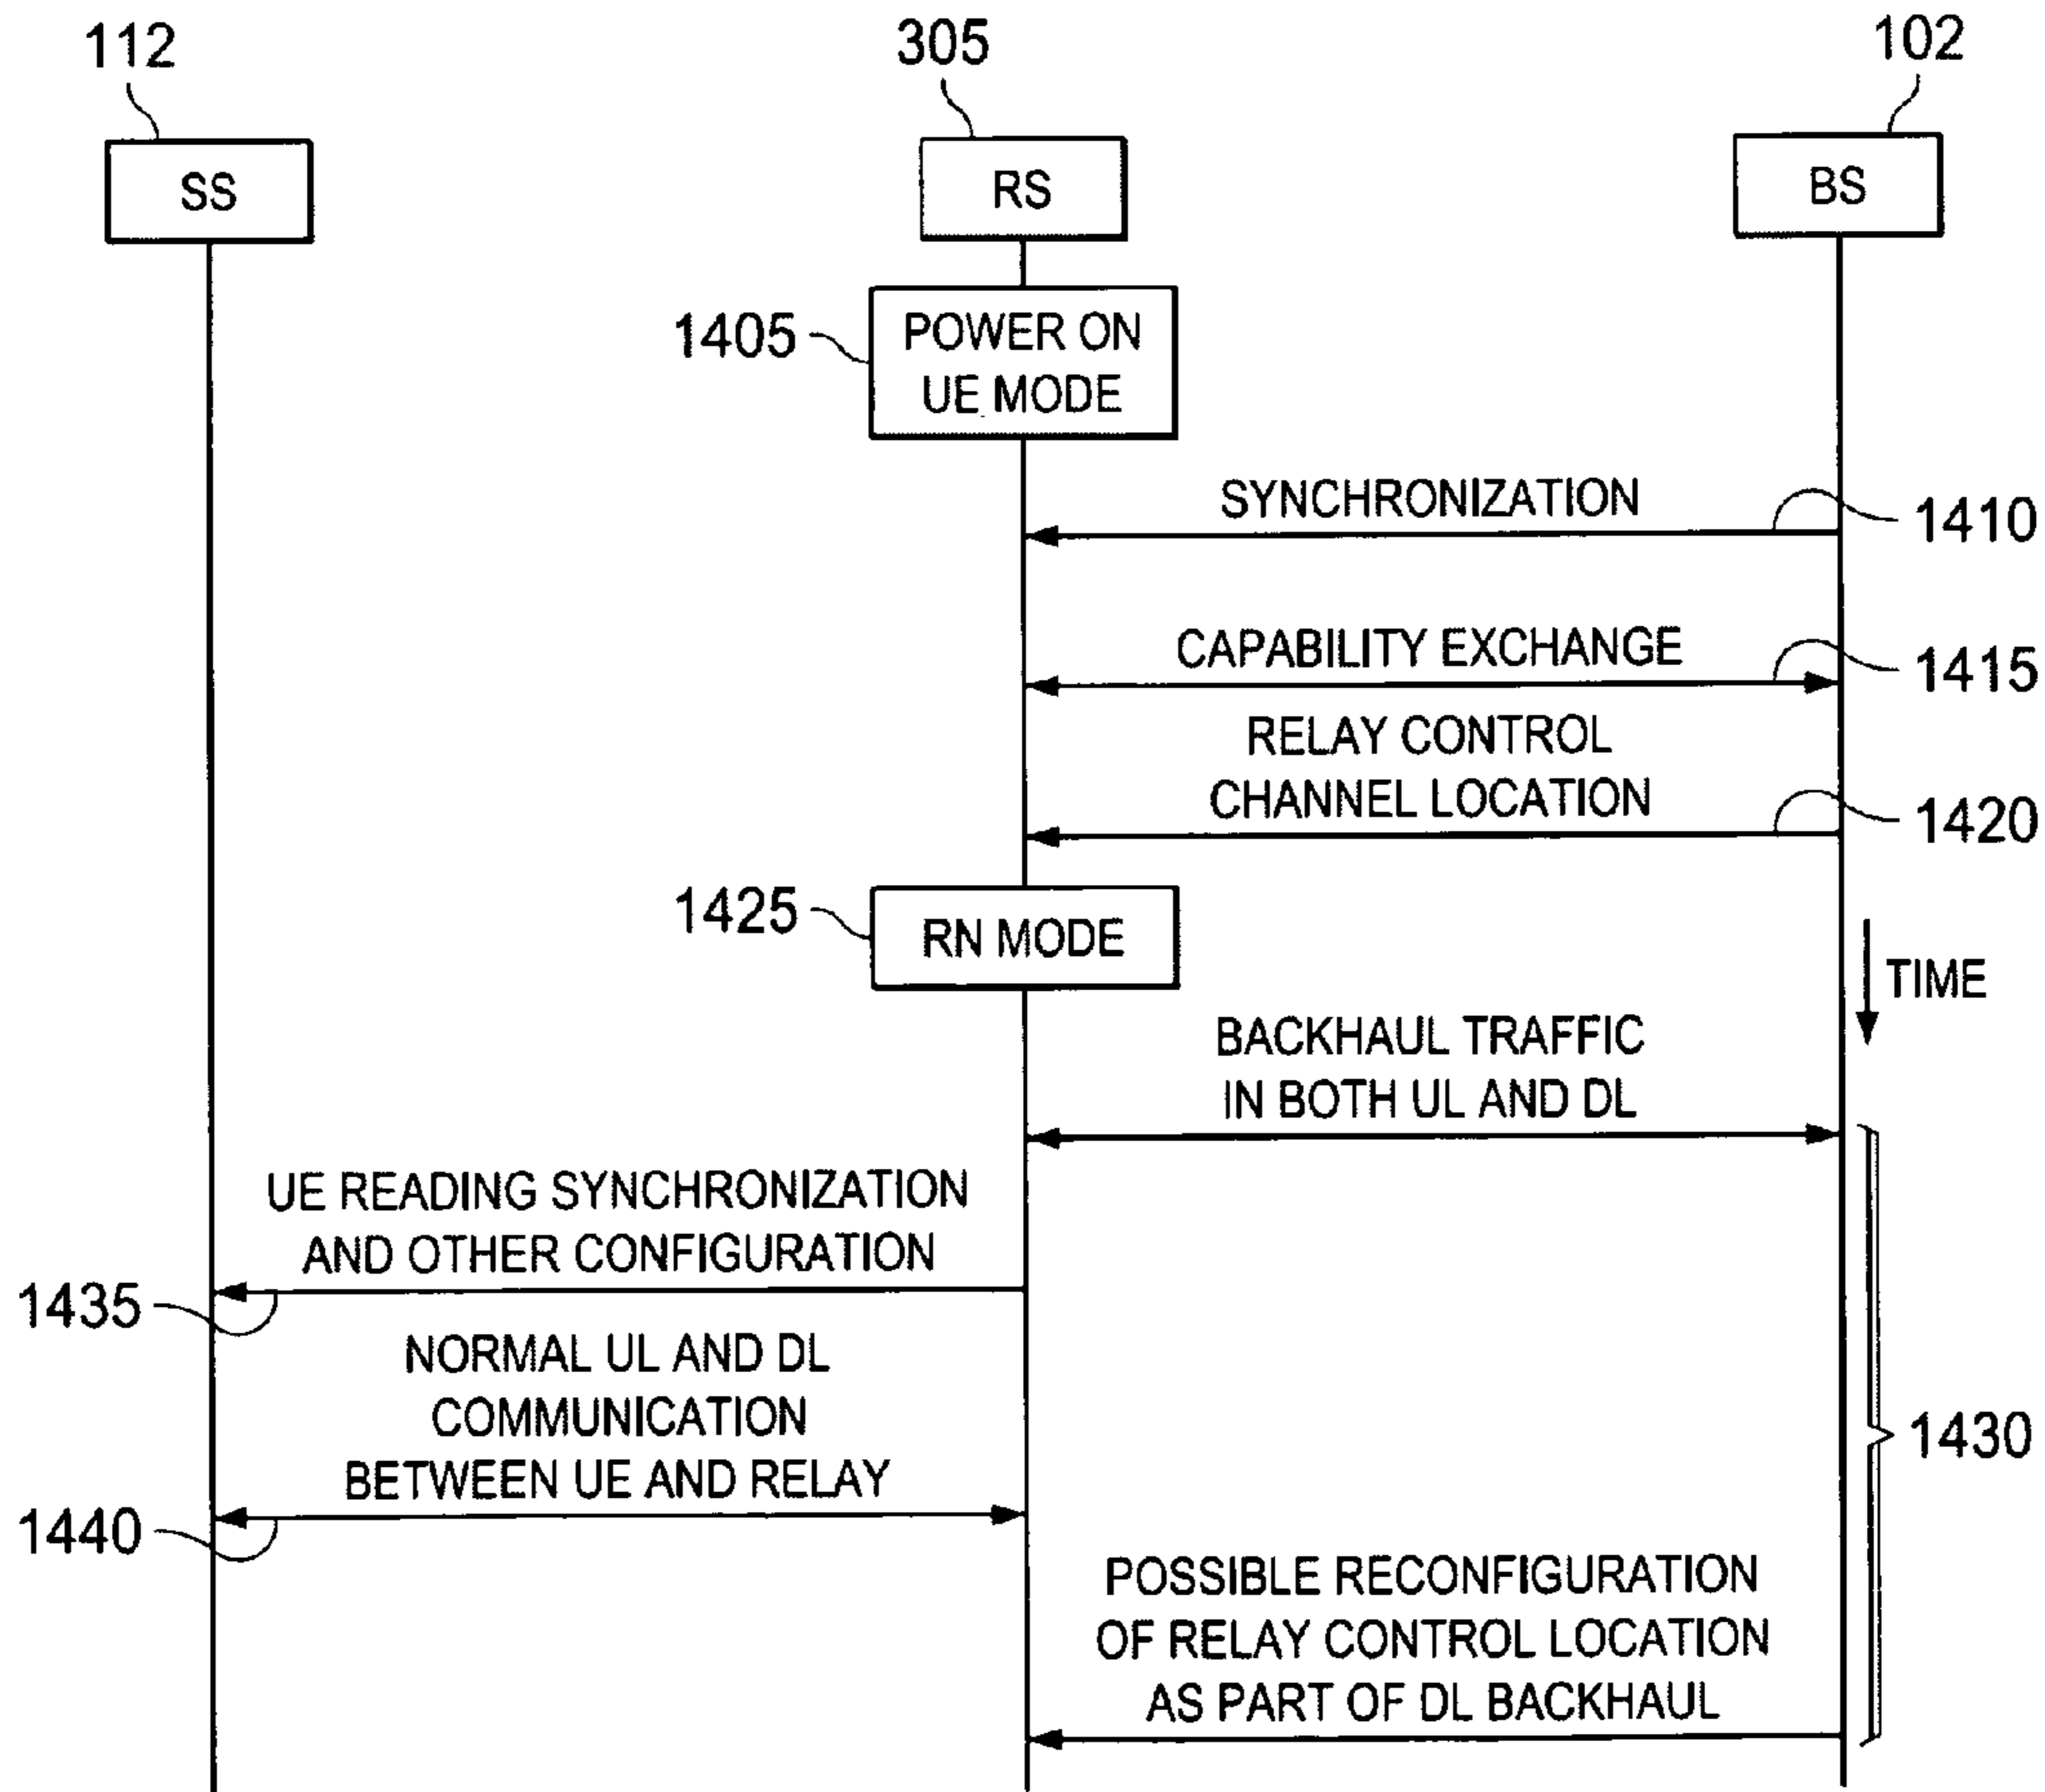 112
305
102
SS
RS
BS
1405
POWER ON
UE MODE
SYNCHRONIZATION
1410
CAPABILITY EXCHANGE
1415
RELAY CONTROL
CHANNEL LOCATION
1420
1425
RN MODE
TIME
BACKHAUL TRAFFIC
IN BOTH UL AND DL
UE READING SYNCHRONIZATION
AND OTHER CONFIGURATION
1435
NORMAL UL AND DL
COMMUNICATION
BETWEEN UE AND RELAY
1430
1440
POSSIBLE RECONFIGURATION
OF RELAY CONTROL LOCATION
AS PART OF DL BACKHAUL